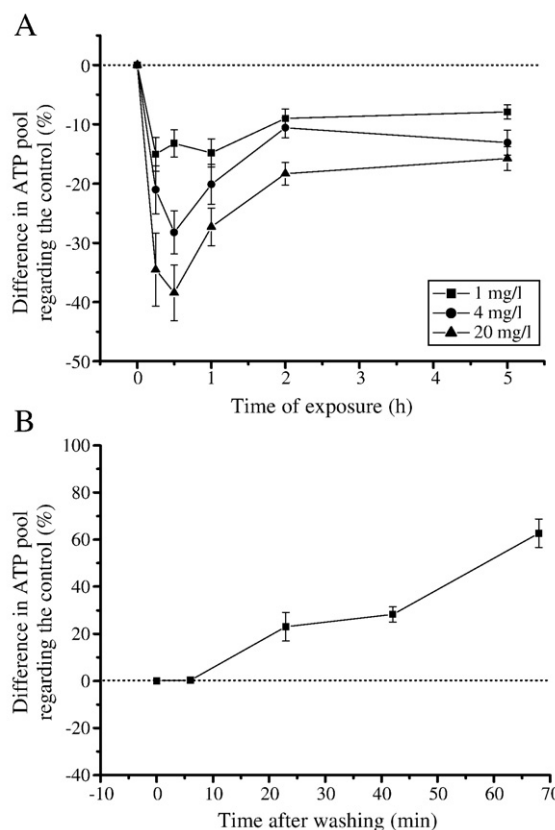 A
Difference in ATP pool
regarding the control (%)
0
-10
-20
-30
-40
-50
1 mg/l
4 mg/l
20 mg/l
0 1 2 3 4 5
Time of exposure (h)
B
Difference in ATP pool
regarding the control (%)
100
80
60
40
20
0
-20
-40
-10 0 10 20 30 40 50 60 70
Time after washing (min)